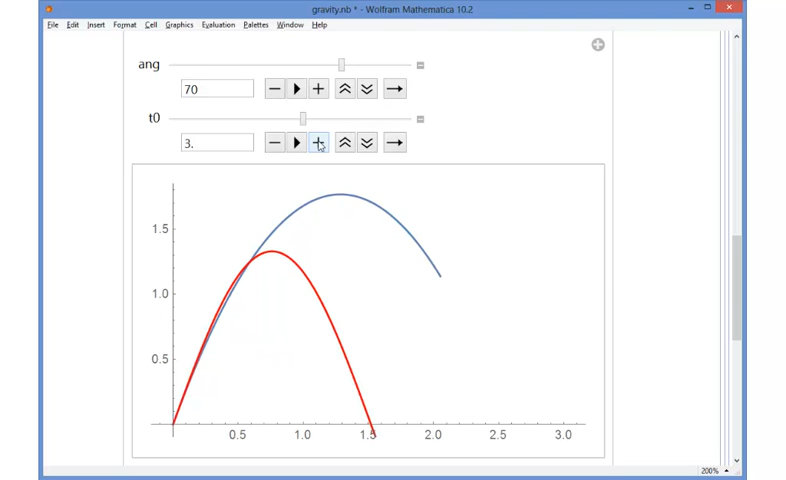 gravity.nb * - Wolfram Mathematica 10.2
File Edit Insert Format Cell Graphics Evaluation Palettes Window Help
ang
70
t0
3.
1.5
1.0
0.5
0.5 1.0 1.5 2.0 2.5 3.0
200%